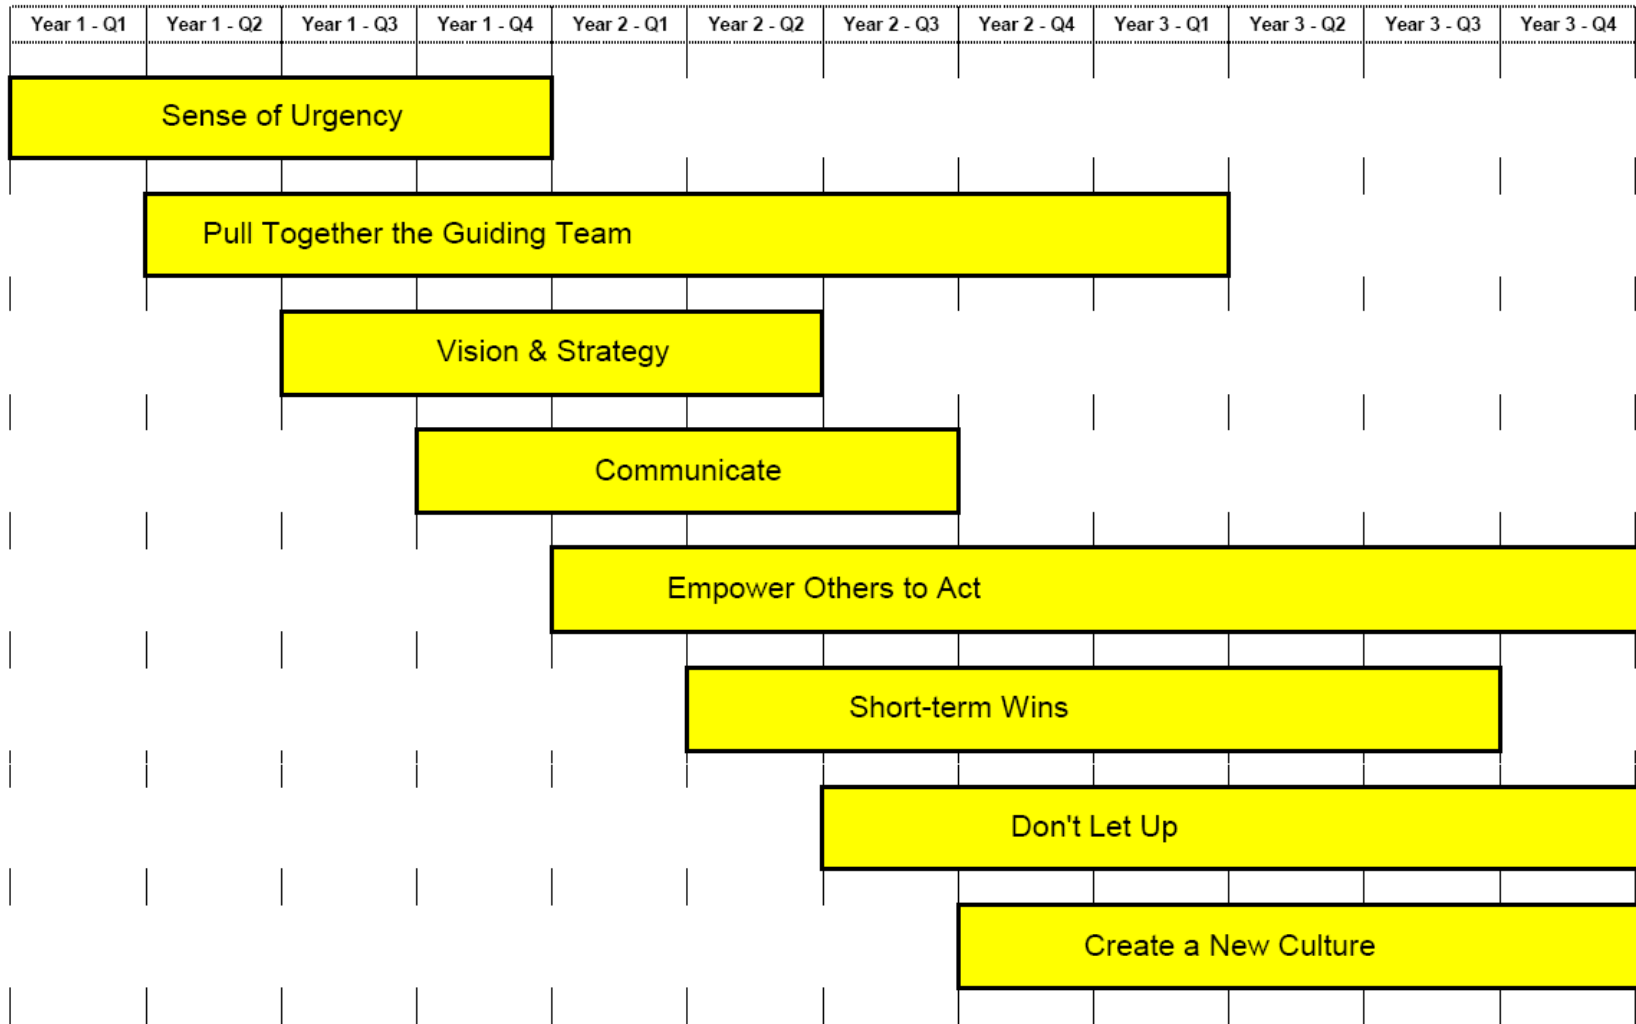 Year 1 - Q1 Year 1 - Q2 Year 1 - Q3 Year 1 - Q4 Year 2 - Q1 Year 2 - Q2 Year 2 - Q3 Year 2 - Q4 Year 3 - Q1 Year 3 - Q2 Year 3 - Q3 Year 3 - Q4
Sense of Urgency
Pull Together the Guiding Team
Vision & Strategy
Communicate
Empower Others to Act
Short-term Wins
Don't Let Up
Create a New Culture